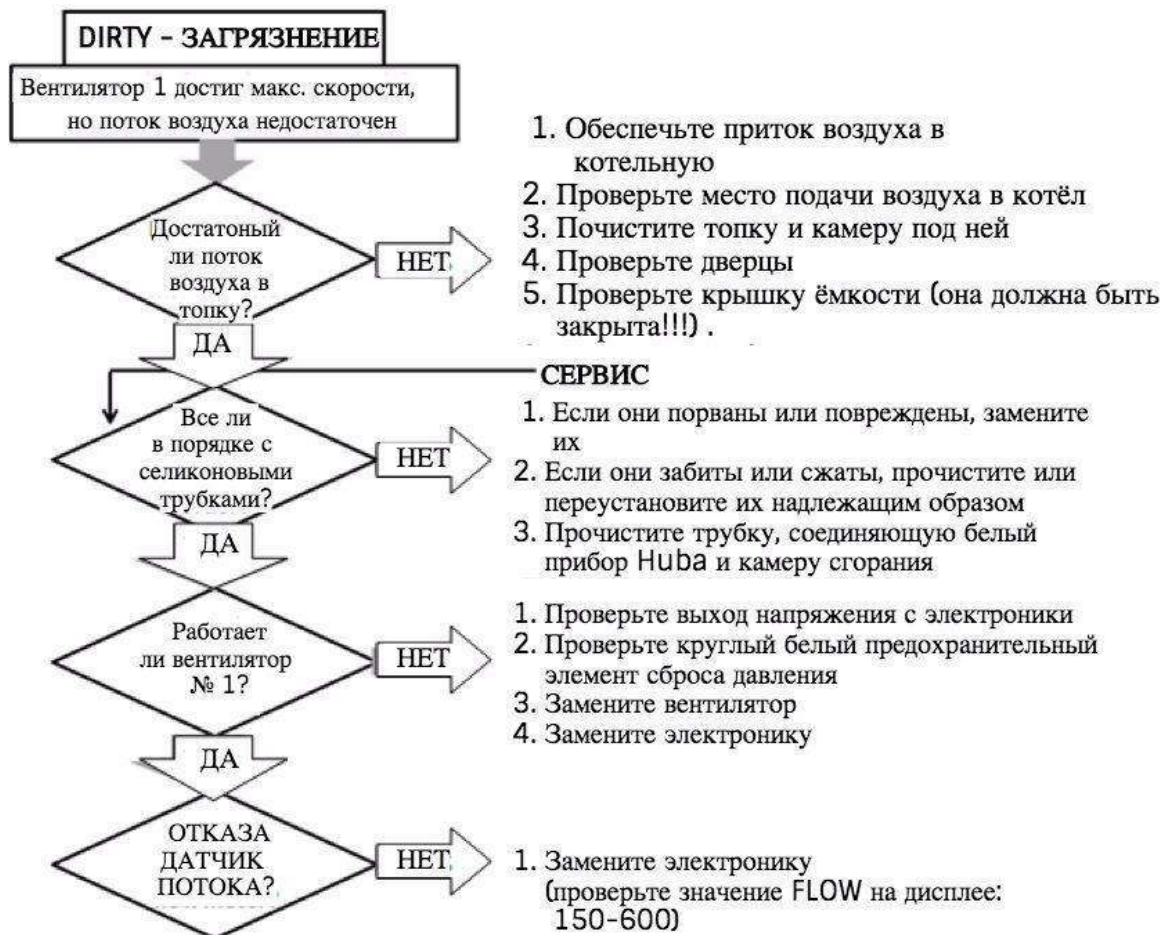 DIRTY - ЗАГРЯЗНЕНИЕ
Вентилятор 1 достиг макс. скорости,
но поток воздуха недостаточен
Достатоный
ли поток
воздуха в
топку?
НЕТ
1. Обеспечьте приток воздуха в
котельную
2. Проверьте место подачи воздуха в котёл
3. Почистите топку и камеру под ней
4. Проверьте дверцы
5. Проверьте крышку ёмкости (она должна быть
закрыта!!!) .
ДА
СЕРВИС
Все ли
в порядке с
селиконовыми
трубками?
НЕТ
1. Если они порваны или повреждены, замените
их
2. Если они забиты или сжаты, прочистите или
переустановите их надлежащим образом
3. Прочистите трубку, соединяющую белый
прибор Huba и камеру сгорания
ДА
Работает
ли вентилятор
№ 1?
НЕТ
1. Проверьте выход напряжения с электроники
2. Проверьте круглый белый предохранительный
элемент сброса давления
3. Замените вентилятор
4. Замените электронику
ДА
ОТКАЗА
ДАТЧИК
ПОТОКА?
НЕТ
1. Замените электронику
(проверьте значение FLOW на дисплее:
150-600)